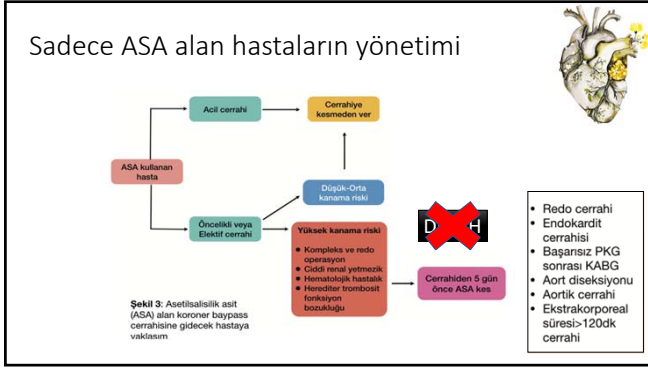 Sadece ASA alan hastaların yönetimi
Acil cerrahi
Cerrahiye
kesmeden ver
ASA kullanan
hasta
Düşük-Orta
kanama riski
Öncelikli veya
Elektif cerrahi
Yüksek kanama riski
• Kompleks ve redo
operasyon
• Ciddi renal yetmezik
• Hematolojik hastalık
• Herediter trombosit
fonksiyon
bozukluğu
Cerrahiden 5 gün
önce ASA kes
Şekil 3: Asetilsalisilik asit
(ASA) alan koroner baypass
cerrahisine gidecek hastaya
yaklaşım
• Redo cerrahi
• Endokardit
cerrahisi
• Başarısız PKG
sonrası KABG
• Aort diseksiyonu
• Aortik cerrahi
• Ekstrakorporeal
süresi>120dk
cerrahi